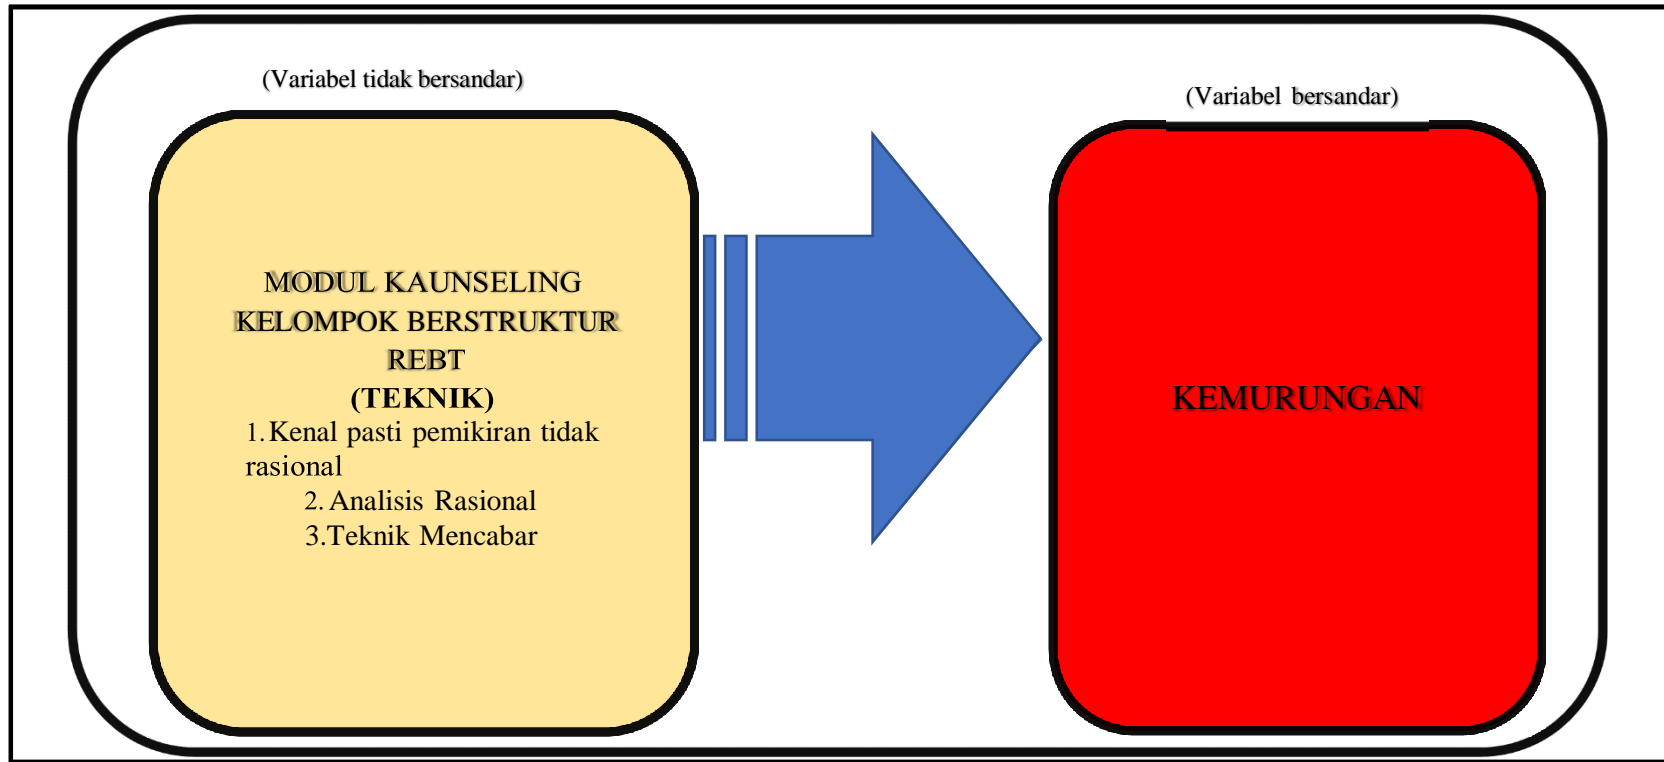 (Variabel tidak bersandar)
MODUL KAUNSELING
KELOMPOK BERSTRUKTUR
REBT
(TEKNIK)
1.Kenal pasti pemikiran tidak
rasional
2. Analisis Rasional
3.Teknik Mencabar
(Variabel bersandar)
KEMURUNGAN